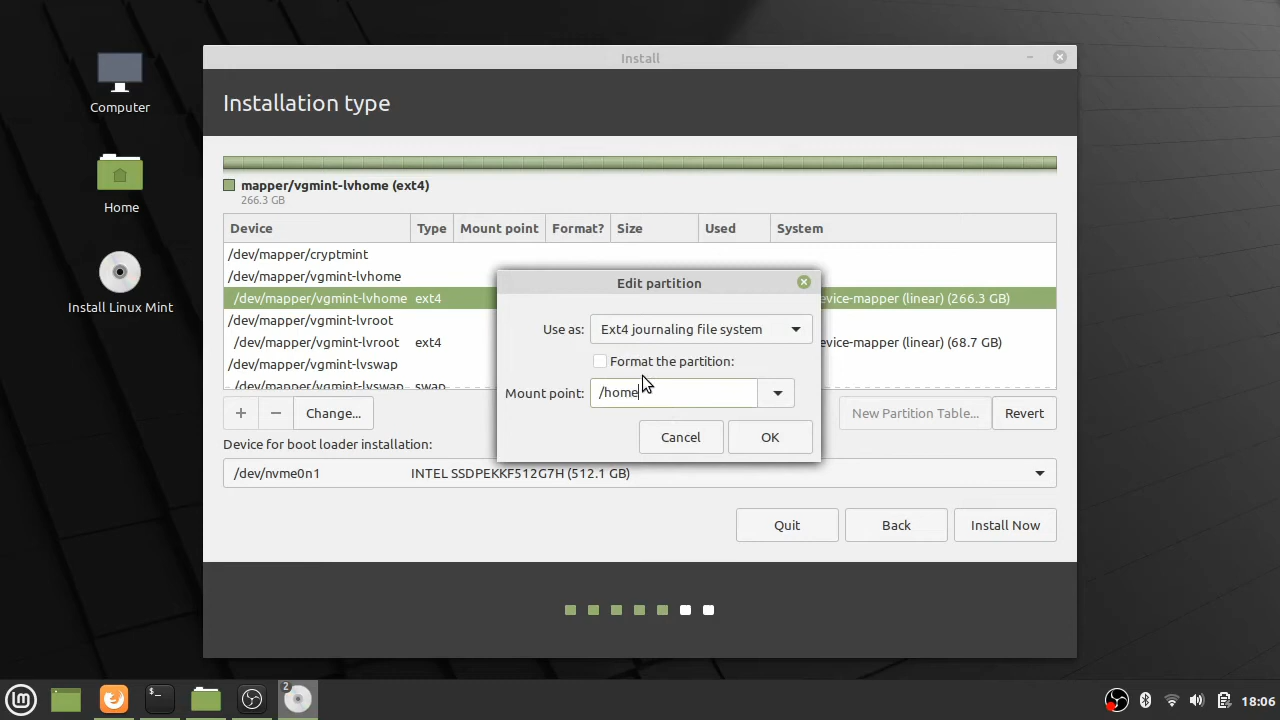 Install
Computer
Installation type
Home
mapper/vgmint-lvhome (ext4)
266.3 GB
Device Type Mount point Format? Size Used System
/dev/mapper/cryptmint
/dev/mapper/vgmint-lvhome
/dev/mapper/vgmint-lvhome ext4 evice-mapper (linear) (266.3 GB)
/dev/mapper/vgmint-lvroot
/dev/mapper/vgmint-lvroot ext4 evice-mapper (linear) (68.7 GB)
/dev/mapper/vgmint-lvswap
/dev/mapper/vgmint-lvswap swap
Install Linux Mint
Edit partition
Use as: Ext4 journaling file system
Format the partition:
Mount point: /home
Cancel OK
+ − Change... New Partition Table... Revert
Device for boot loader installation:
/dev/nvme0n1 INTEL SSDPEKKF512G7H (512.1 GB)
Quit Back Install Now
$_ 2 18:06